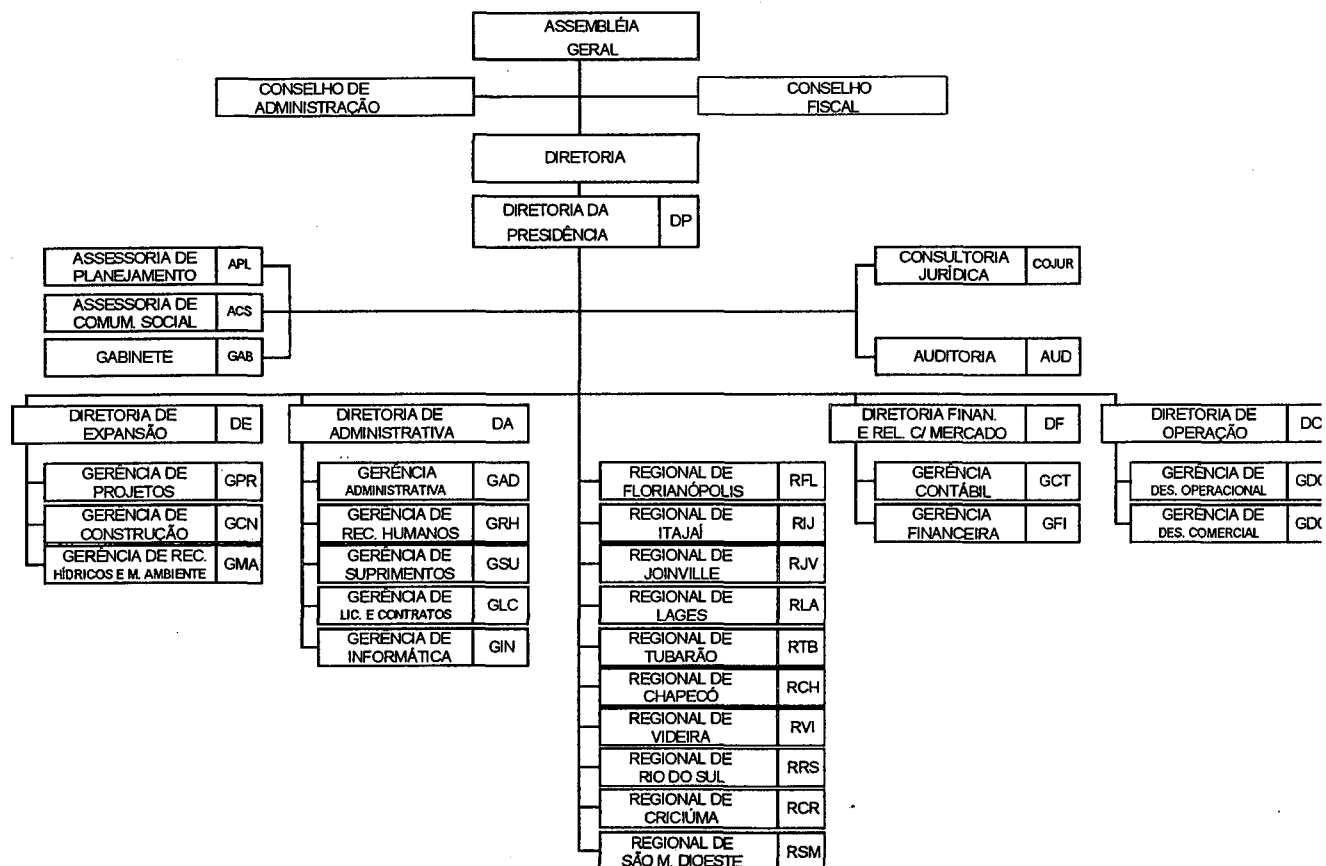 ASSEMBLÉIA
GERAL
CONSELHO DE
ADMINISTRAÇÃO
CONSELHO
FISCAL
DIRETORIA
DIRETORIA DA
PRESIDÊNCIA
DP
ASSESSORIA DE
PLANEJAMENTO
APL
ASSESSORIA DE
COMUM. SOCIAL
ACS
GABINETE
GAB
CONSULTORIA
JURÍDICA
COJUR
AUDITORIA
AUD
DIRETORIA DE
EXPANSÃO
DE
GERÊNCIA DE
PROJETOS
GPR
GERÊNCIA DE
CONSTRUÇÃO
GCN
GERÊNCIA DE REC.
HÍDRICOS E M. AMBIENTE
GMA
DIRETORIA DE
ADMINISTRATIVA
DA
GERÊNCIA
ADMINISTRATIVA
GAD
GERÊNCIA DE
REC. HUMANOS
GRH
GERÊNCIA DE
SUPRIMENTOS
GSU
GERÊNCIA DE
LIC. E CONTRATOS
GLC
GERÊNCIA DE
INFORMÁTICA
GIN
REGIONAL DE
FLORIANÓPOLIS
RFL
REGIONAL DE
ITAJAÍ
RIJ
REGIONAL DE
JOINVILLE
RJV
REGIONAL DE
LAGES
RLA
REGIONAL DE
TUBARÃO
RTB
REGIONAL DE
CHAPECÓ
RCH
REGIONAL DE
VIDEIRA
RVI
REGIONAL DE
RIO DO SUL
RRS
REGIONAL DE
CRICIÚMA
RCR
REGIONAL DE
SÃO M. DIOESTE
RSM
DIRETORIA FINAN.
E REL. C/ MERCADO
DF
GERÊNCIA
CONTÁBIL
GCT
GERÊNCIA
FINANCEIRA
GFI
DIRETORIA DE
OPERAÇÃO
GERÊNCIA DE
DES. OPERACIONAL
GERÊNCIA DE
DES. COMERCIAL